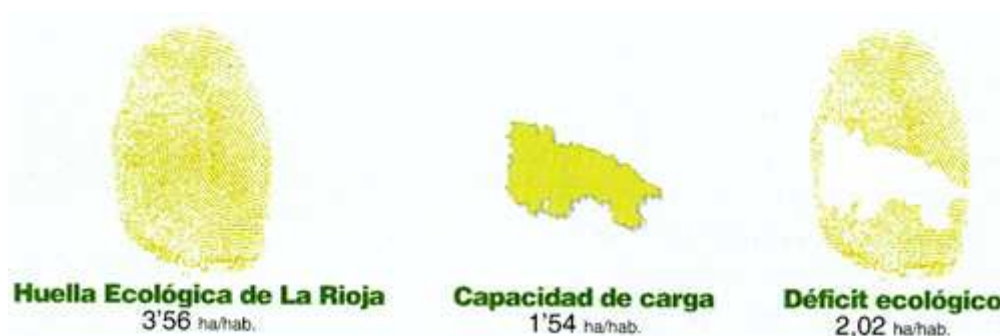 Huella Ecológica de La Rioja
3'56 ha/hab.
Capacidad de carga
1'54 ha/hab.
Déficit ecológico
2,02 ha/hab.